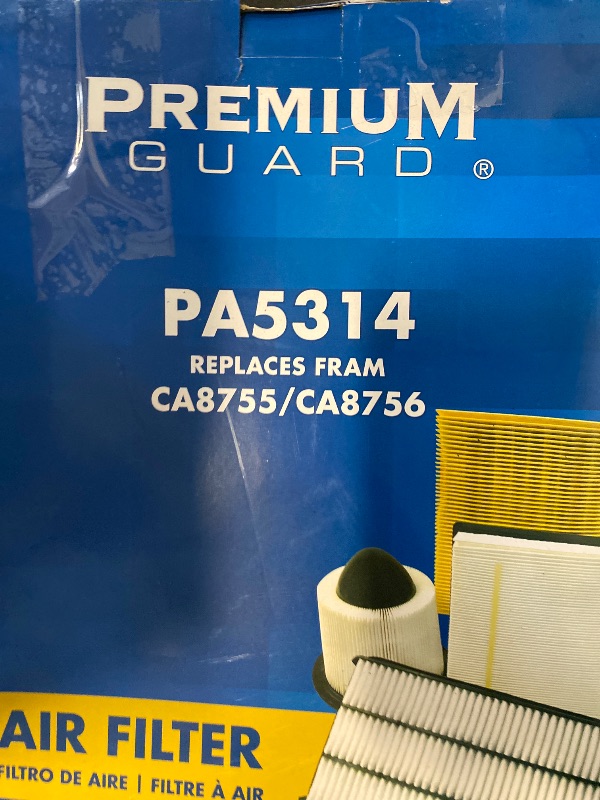 PREMIUM
GUARD ®
PA5314
REPLACES FRAM
CA8755/CA8756
AIR FILTER
FILTRO DE AIRE | FILTRE À AIR